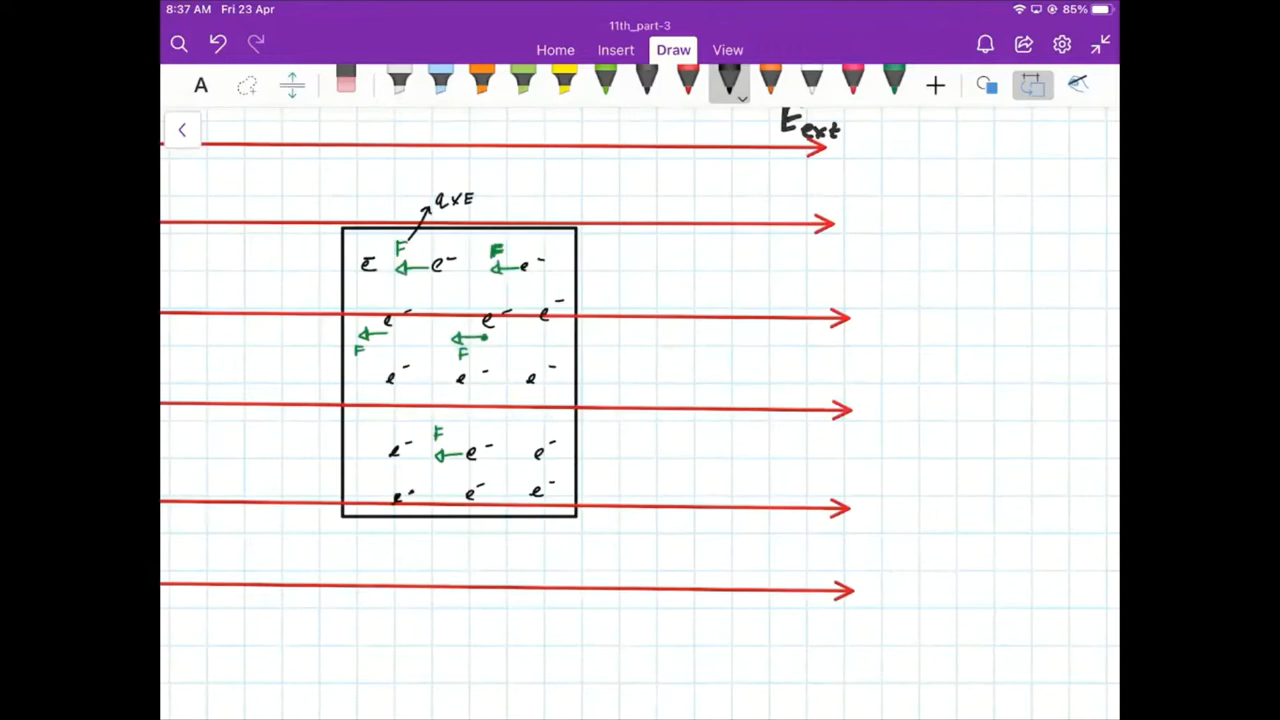 8:37 AM Fri 23 Apr
85%
11th_part-3
Home Insert Draw View
A
E ext
q x E
F F
e e⁻ e⁻
e⁻ e⁻ e⁻
F F
e⁻ e⁻ e⁻
F
e⁻ e⁻ e⁻
e⁻ e⁻ e⁻